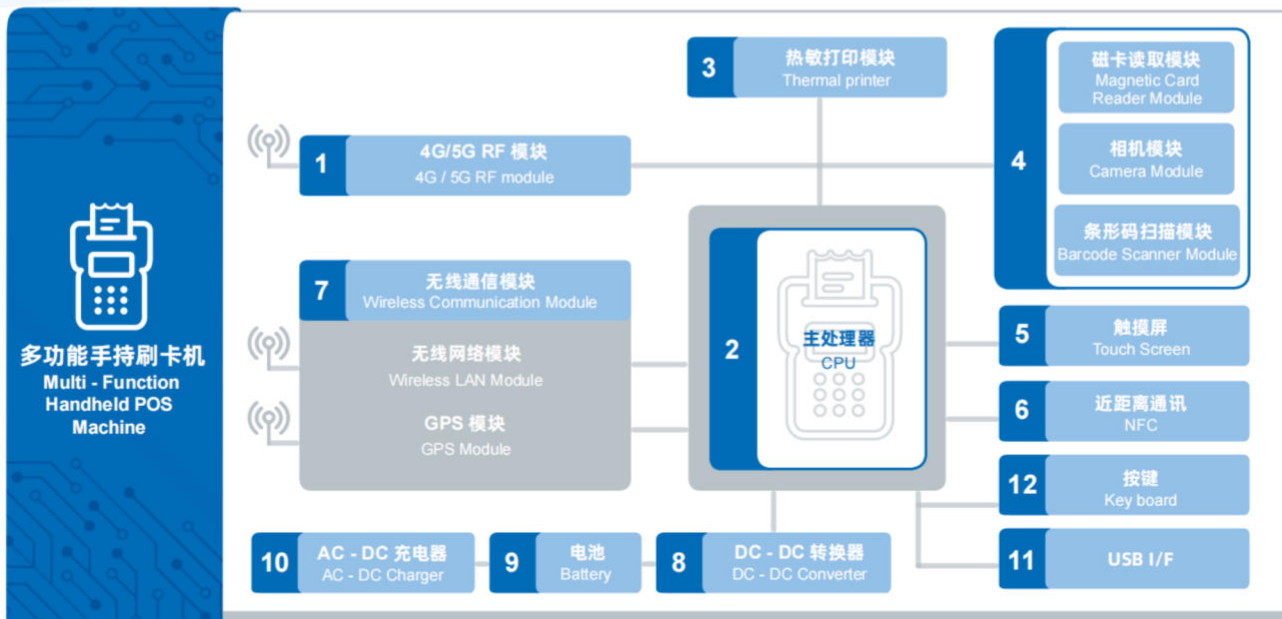 多功能手持刷卡机
Multi - Function
Handheld POS
Machine
3
热敏打印模块
Thermal printer
1
4G/5G RF 模块
4G / 5G RF module
4
磁卡读取模块
Magnetic Card
Reader Module
相机模块
Camera Module
条形码扫描模块
Barcode Scanner Module
7
无线通信模块
Wireless Communication Module
无线网络模块
Wireless LAN Module
GPS 模块
GPS Module
2
主处理器
CPU
5
触摸屏
Touch Screen
6
近距离通讯
NFC
12
按键
Key board
10
AC - DC 充电器
AC - DC Charger
9
电池
Battery
8
DC - DC 转换器
DC - DC Converter
11
USB I/F